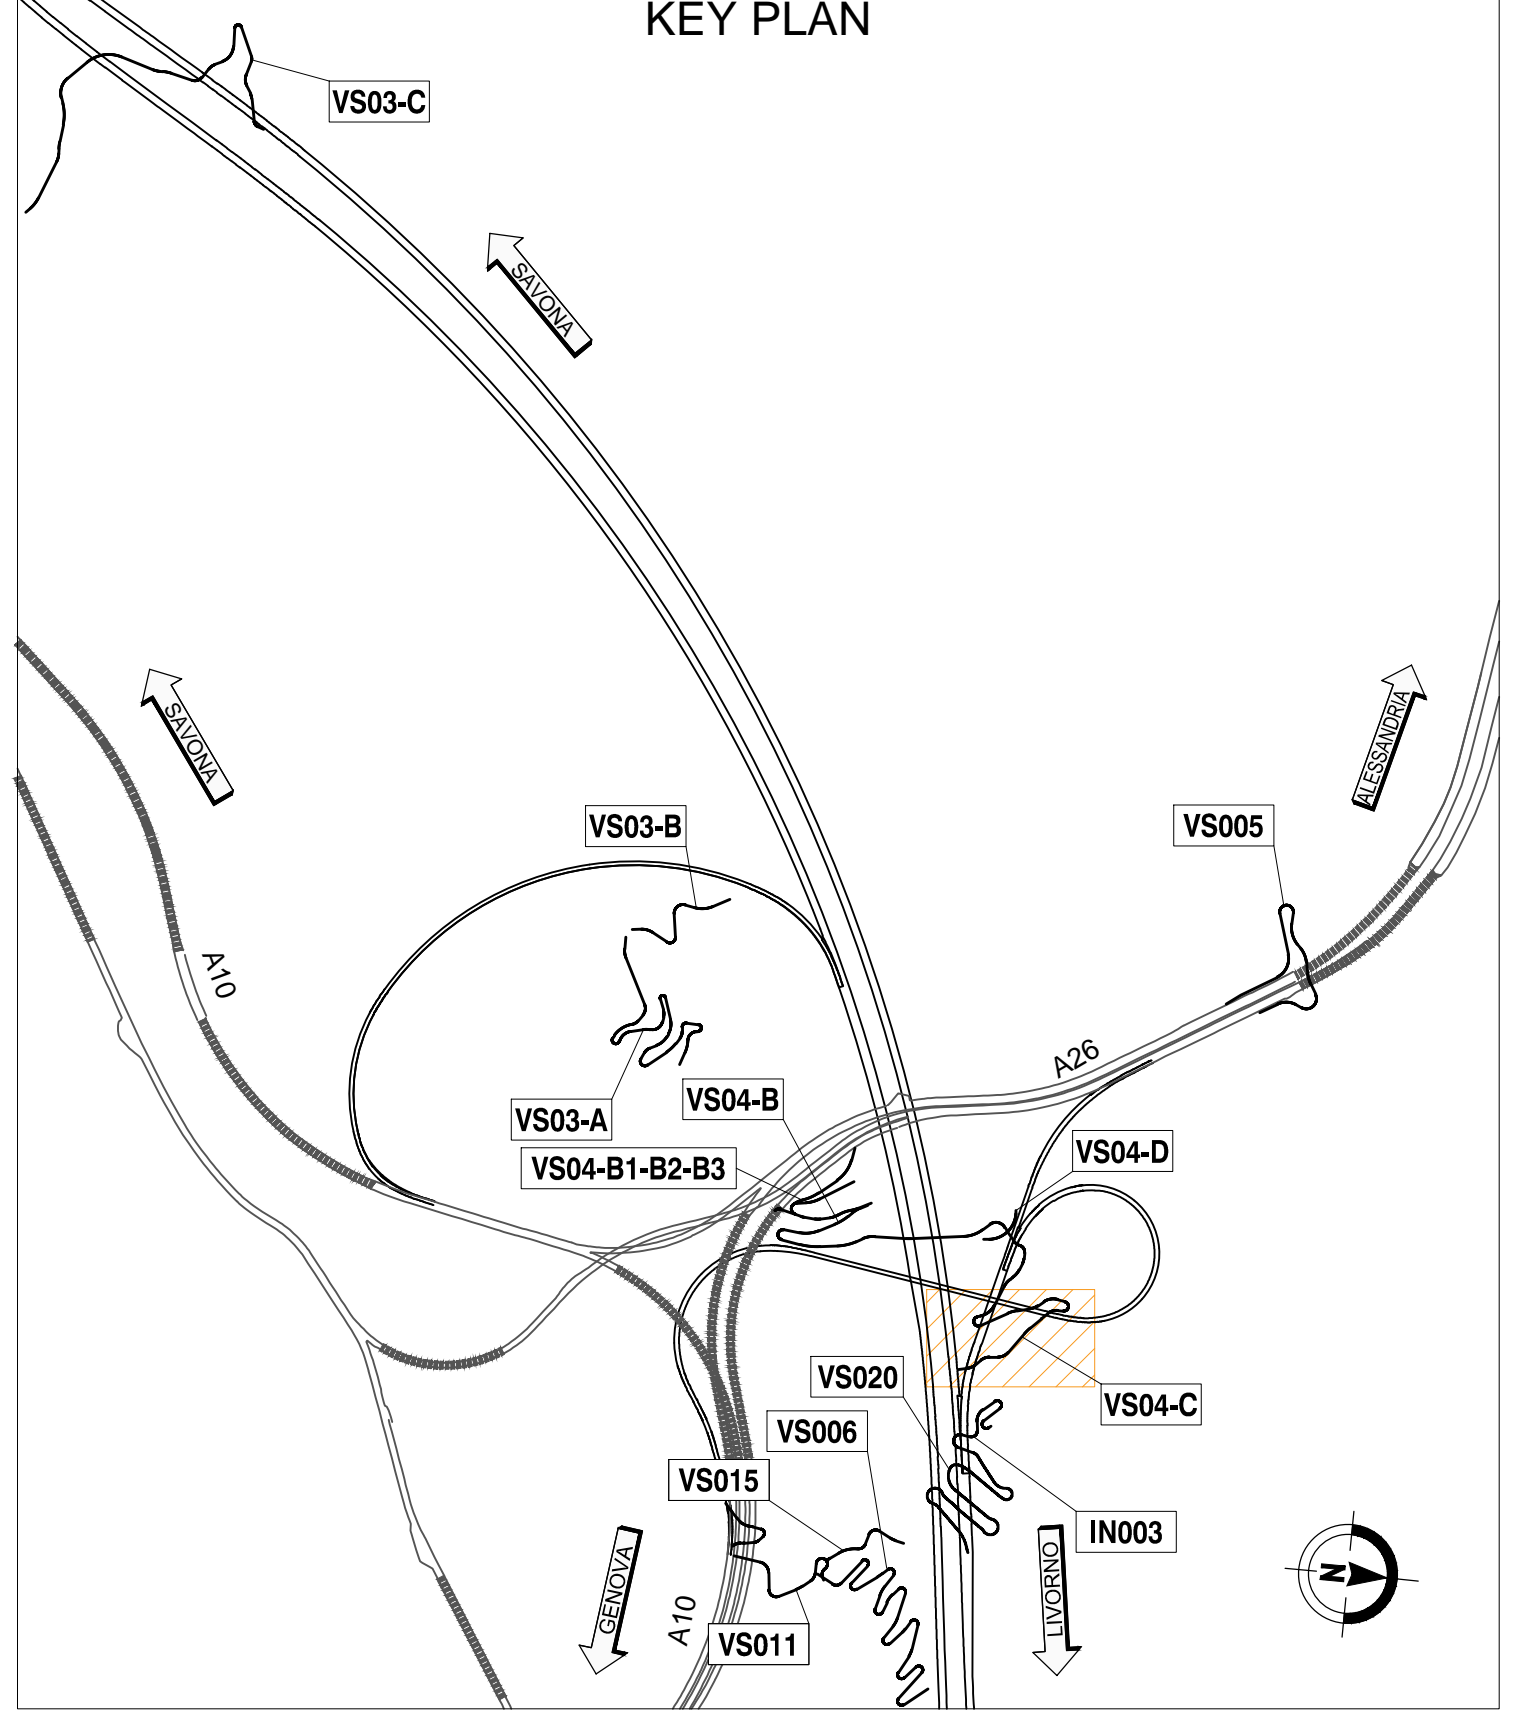 KEY PLAN
VS03-C
SAVONA
SAVONA
ALESSANDRIA
VS03-B
VS005
A10
A26
VS03-A
VS04-B
VS04-D
VS04-B1-B2-B3
VS020
VS04-C
VS006
VS015
IN003
GENOVA
LIVORNO
N
A10
VS011